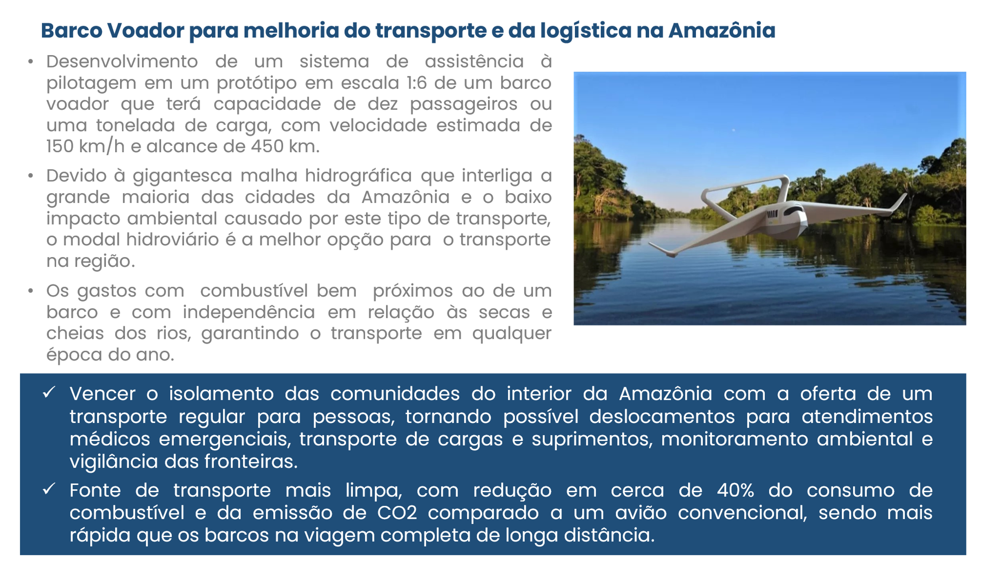 Barco Voador para melhoria do transporte e da logística na Amazônia
• Desenvolvimento de um sistema de assistência à
pilotagem em um protótipo em escala 1:6 de um barco
voador que terá capacidade de dez passageiros ou
uma tonelada de carga, com velocidade estimada de
150 km/h e alcance de 450 km.
• Devido à gigantesca malha hidrográfica que interliga a
grande maioria das cidades da Amazônia e o baixo
impacto ambiental causado por este tipo de transporte,
o modal hidroviário é a melhor opção para o transporte
na região.
• Os gastos com combustível bem próximos ao de um
barco e com independência em relação às secas e
cheias dos rios, garantindo o transporte em qualquer
época do ano.
✓ Vencer o isolamento das comunidades do interior da Amazônia com a oferta de um
transporte regular para pessoas, tornando possível deslocamentos para atendimentos
médicos emergenciais, transporte de cargas e suprimentos, monitoramento ambiental e
vigilância das fronteiras.
✓ Fonte de transporte mais limpa, com redução em cerca de 40% do consumo de
combustível e da emissão de CO2 comparado a um avião convencional, sendo mais
rápida que os barcos na viagem completa de longa distância.